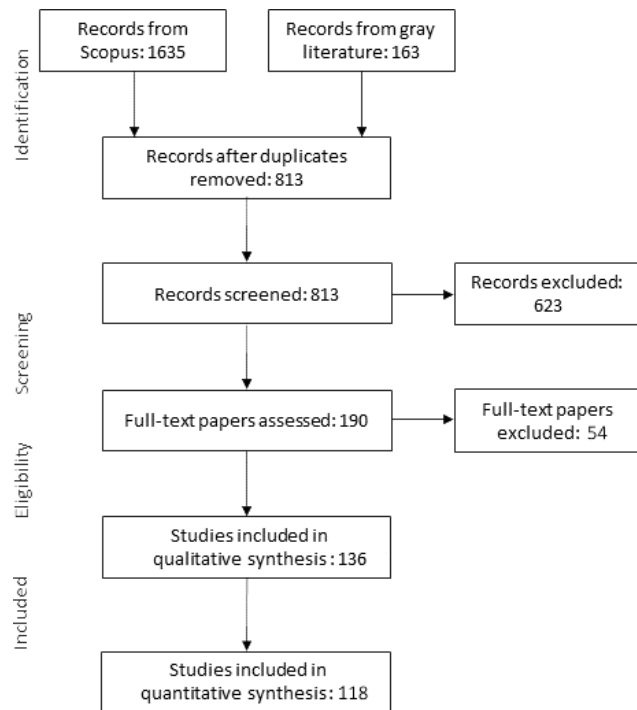 Records from
Scopus: 1635
Records from gray
literature: 163
Identification
Records after duplicates
removed: 813
Records screened: 813
Records excluded:
623
Screening
Full-text papers assessed: 190
Full-text papers
excluded: 54
Eligibility
Studies included in
qualitative synthesis: 136
Included
Studies included in
quantitative synthesis: 118